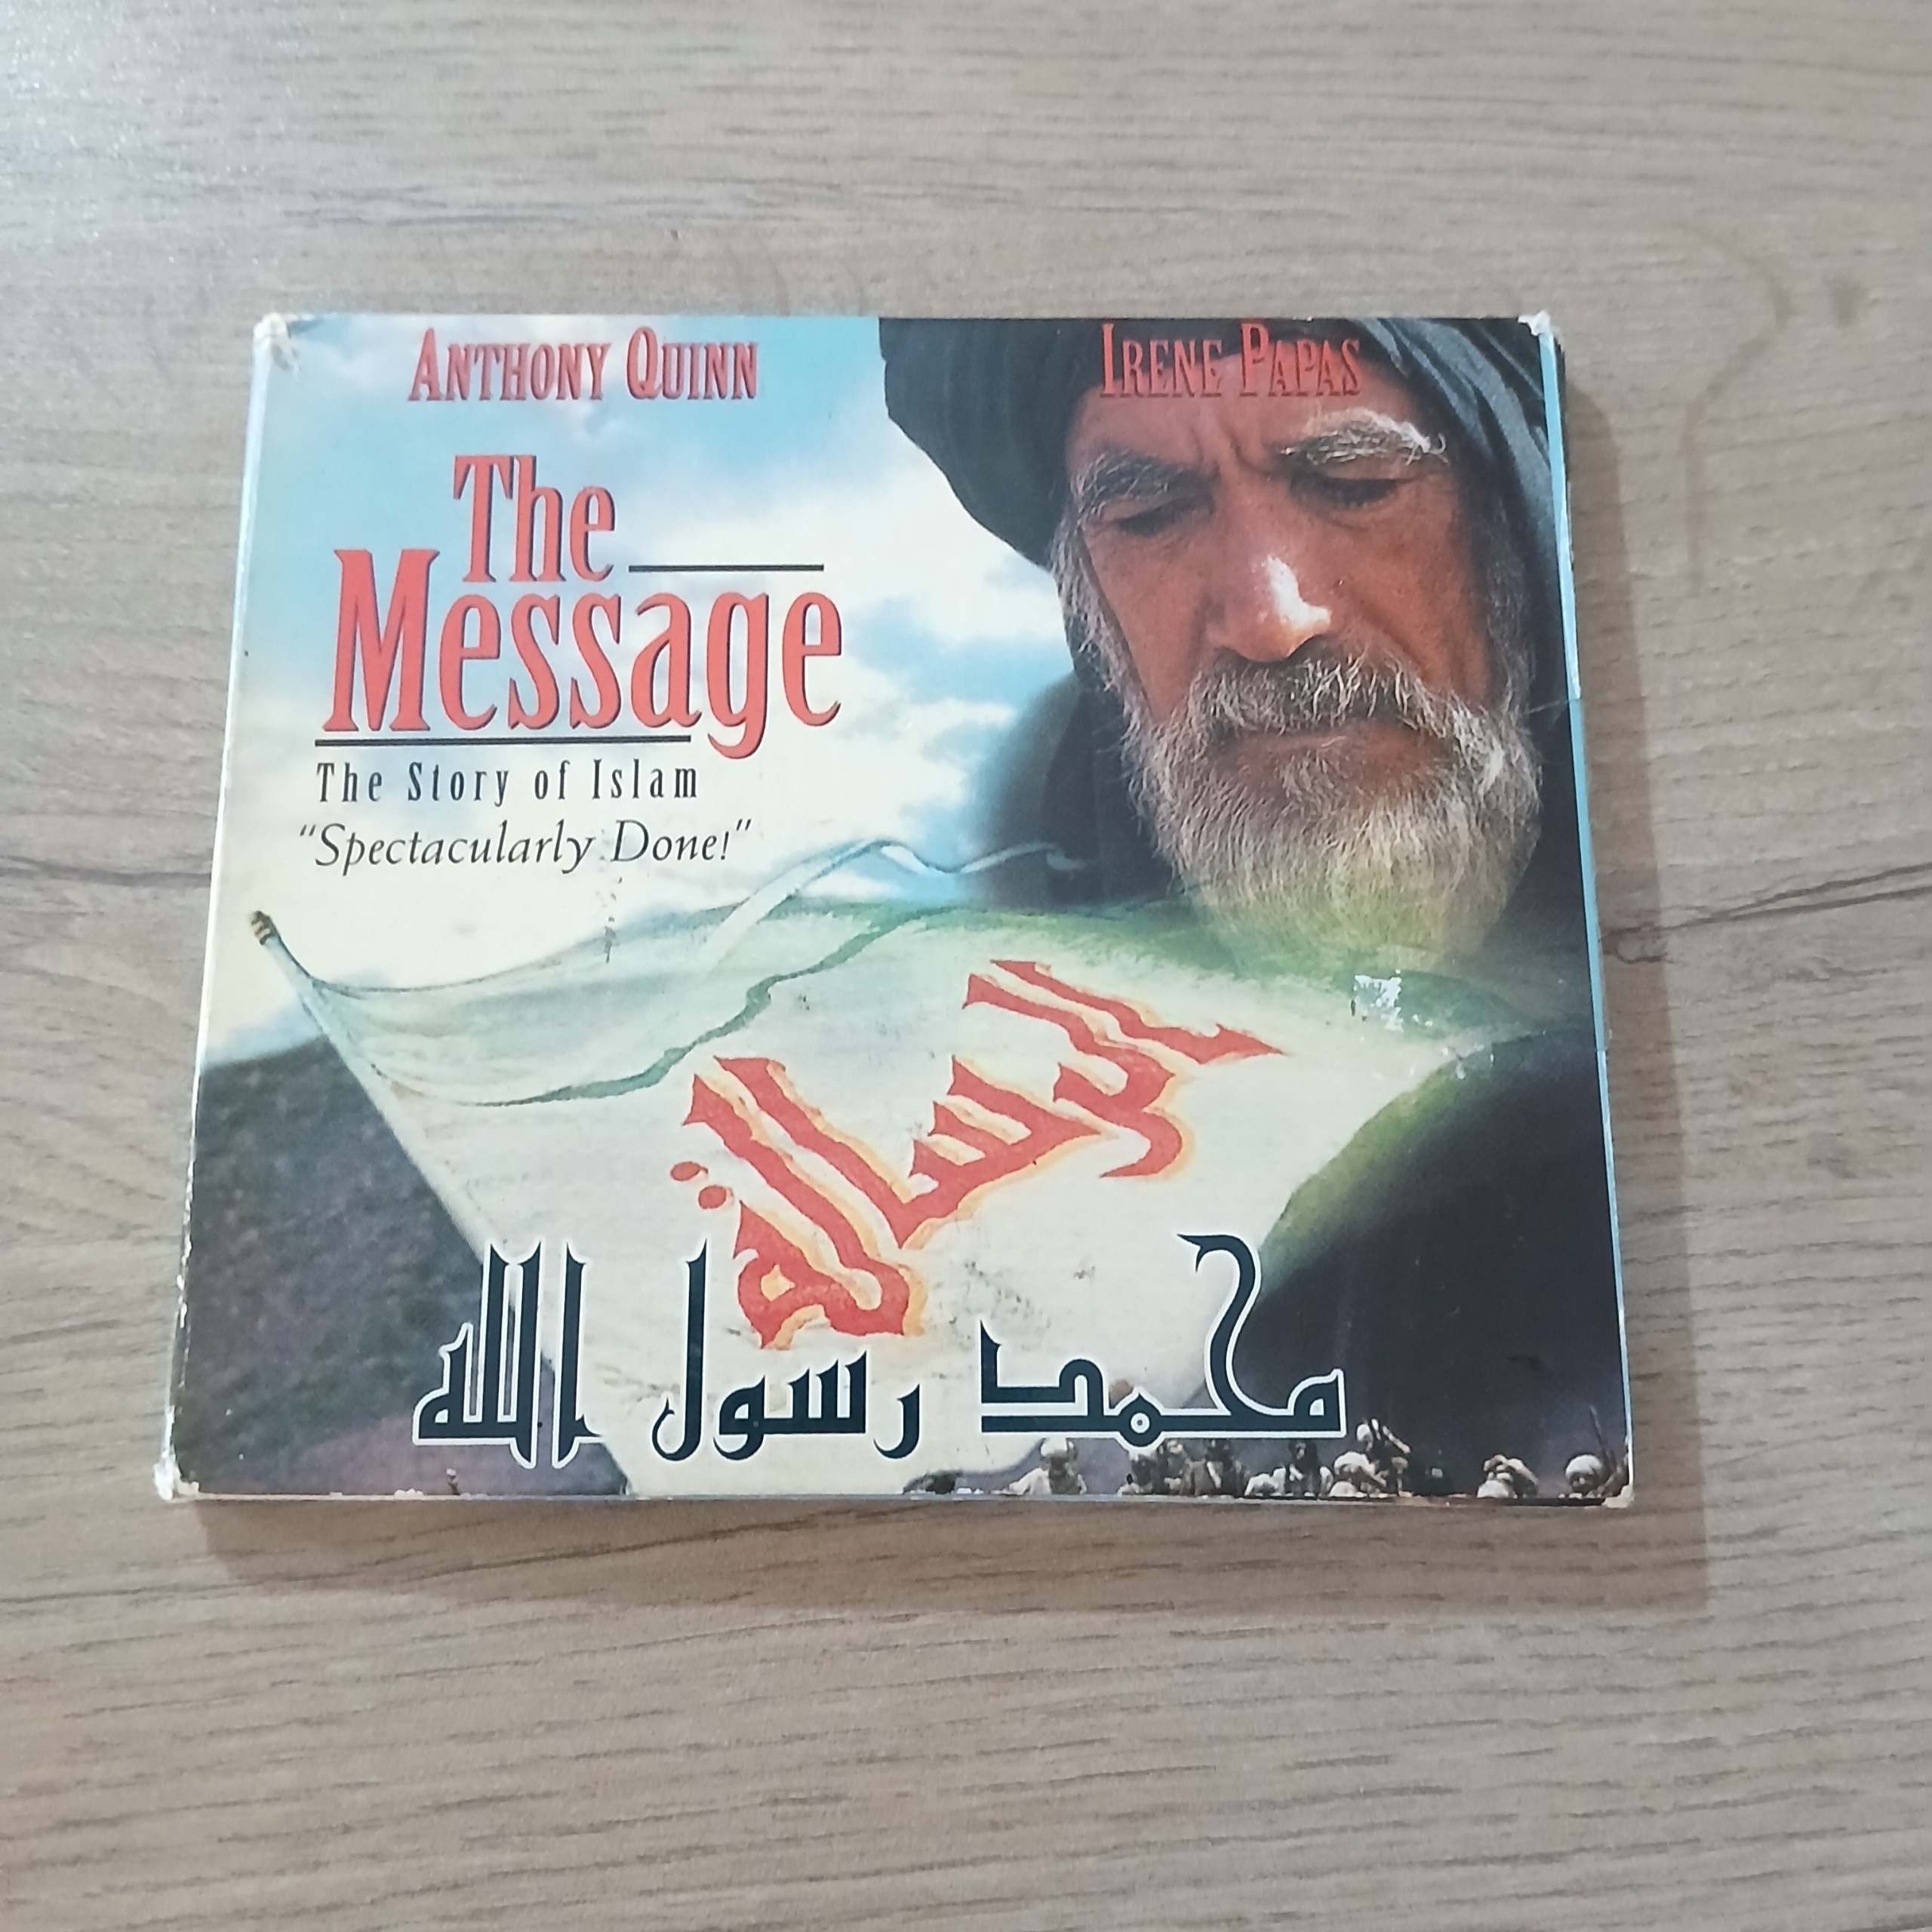 ANTHONY QUINN
IRENE PAPAS
The
Message
The Story of Islam
"Spectacularly Done!"
الرسالة
محمد رسول الله